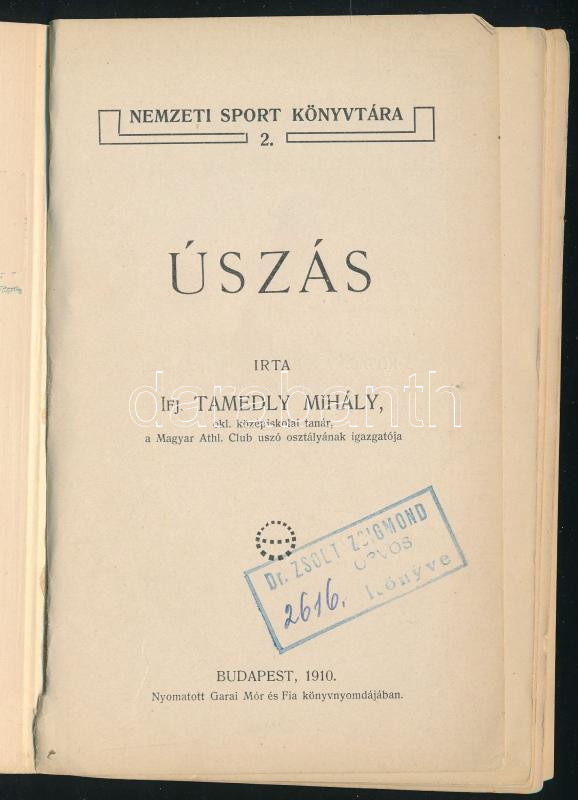 NEMZETI SPORT KÖNYVTÁRA
2.
ÚSZÁS
IRTA
Ifj. TAMEDLY MIHÁLY,
okl. középiskolai tanár,
a Magyar Athl. Club uszó osztályának igazgatója
darabanth
Dr. ZSOLT ZSIGMOND
ORVOS
Könyve
2616.
BUDAPEST, 1910.
Nyomatott Garai Mór és Fia könyvnyomdájában.